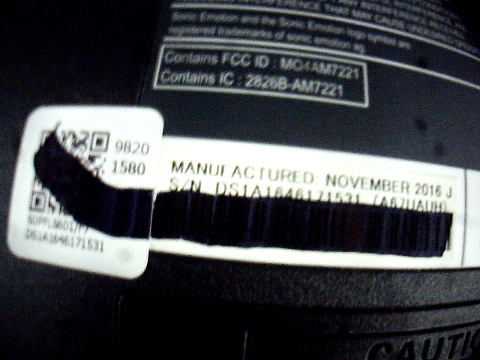 Sonic Emotion and the Sonic Emotion logo system are
registered trademarks of sonic emotion ag.
Contains FCC ID : MO4AM7221
Contains IC : 2826B-AM7221
9820
1580
MANUFACTURED: NOVEMBER 2016 J
S/N DS1A1646171531 (A67UAUH)
DS1A1646171531
CAUTIO